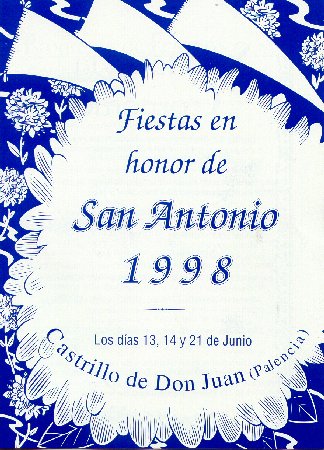 Fiestas en
honor de
San Antonio
1998
Los días 13, 14 y 21 de Junio
Castrillo de Don Juan (Palencia)